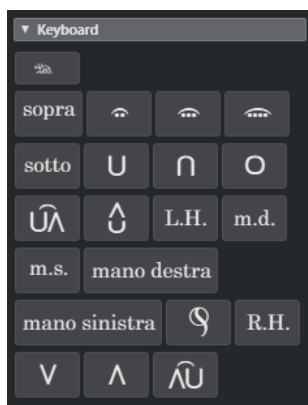 Keyboard
sopra
sotto U ∩ O
L.H. m.d.
m.s. mano destra
mano sinistra R.H.
V Λ